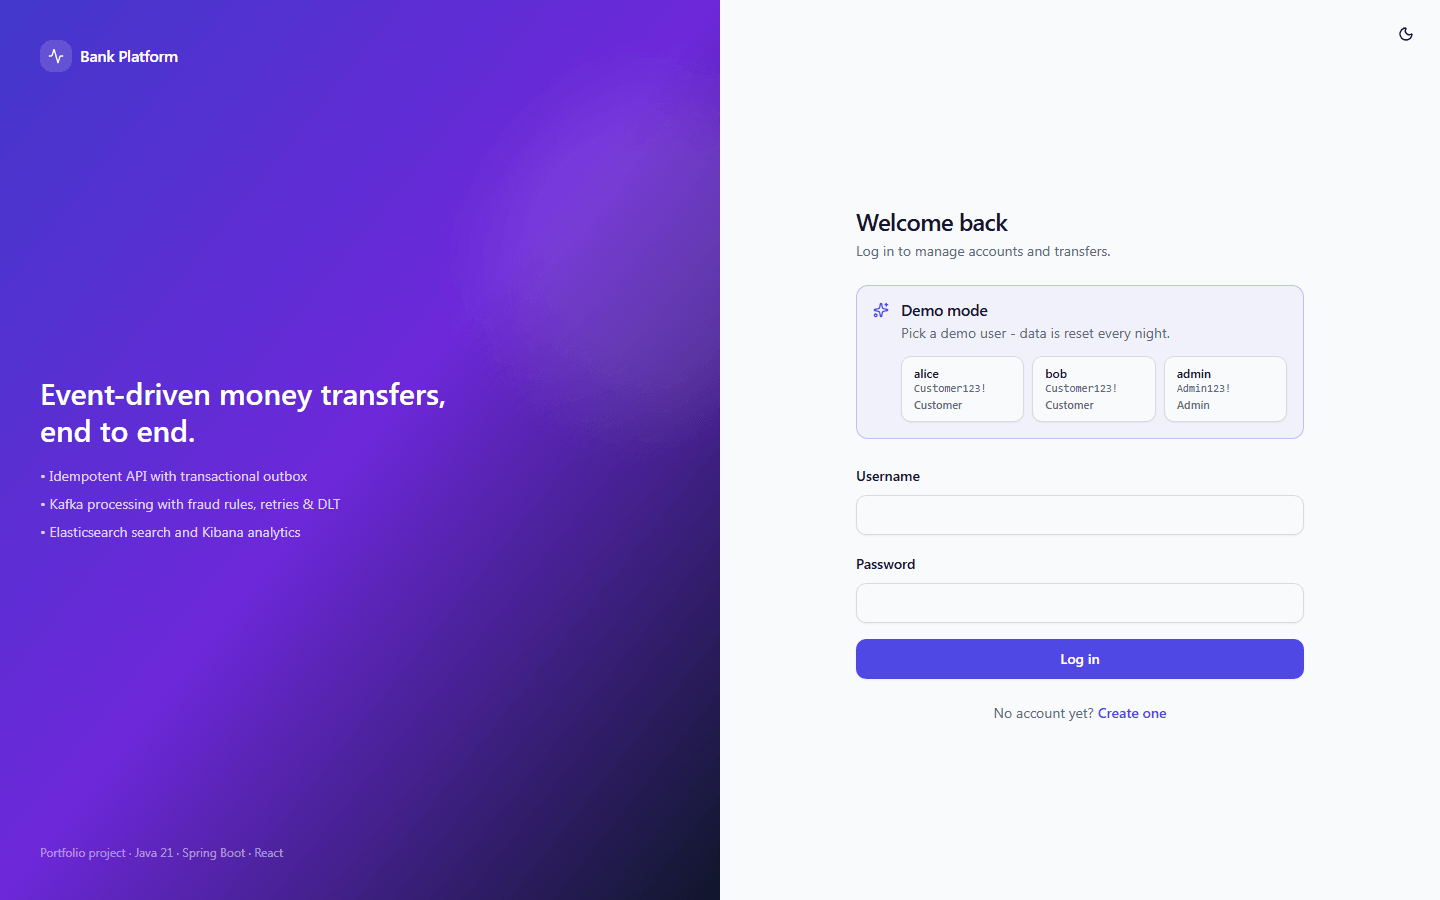 Bank Platform
Event-driven money transfers,
end to end.
• Idempotent API with transactional outbox
• Kafka processing with fraud rules, retries & DLT
• Elasticsearch search and Kibana analytics
Portfolio project · Java 21 · Spring Boot · React
Welcome back
Log in to manage accounts and transfers.
Demo mode
Pick a demo user - data is reset every night.
alice
Customer123!
Customer
bob
Customer123!
Customer
admin
Admin123!
Admin
Username
Password
Log in
No account yet? Create one